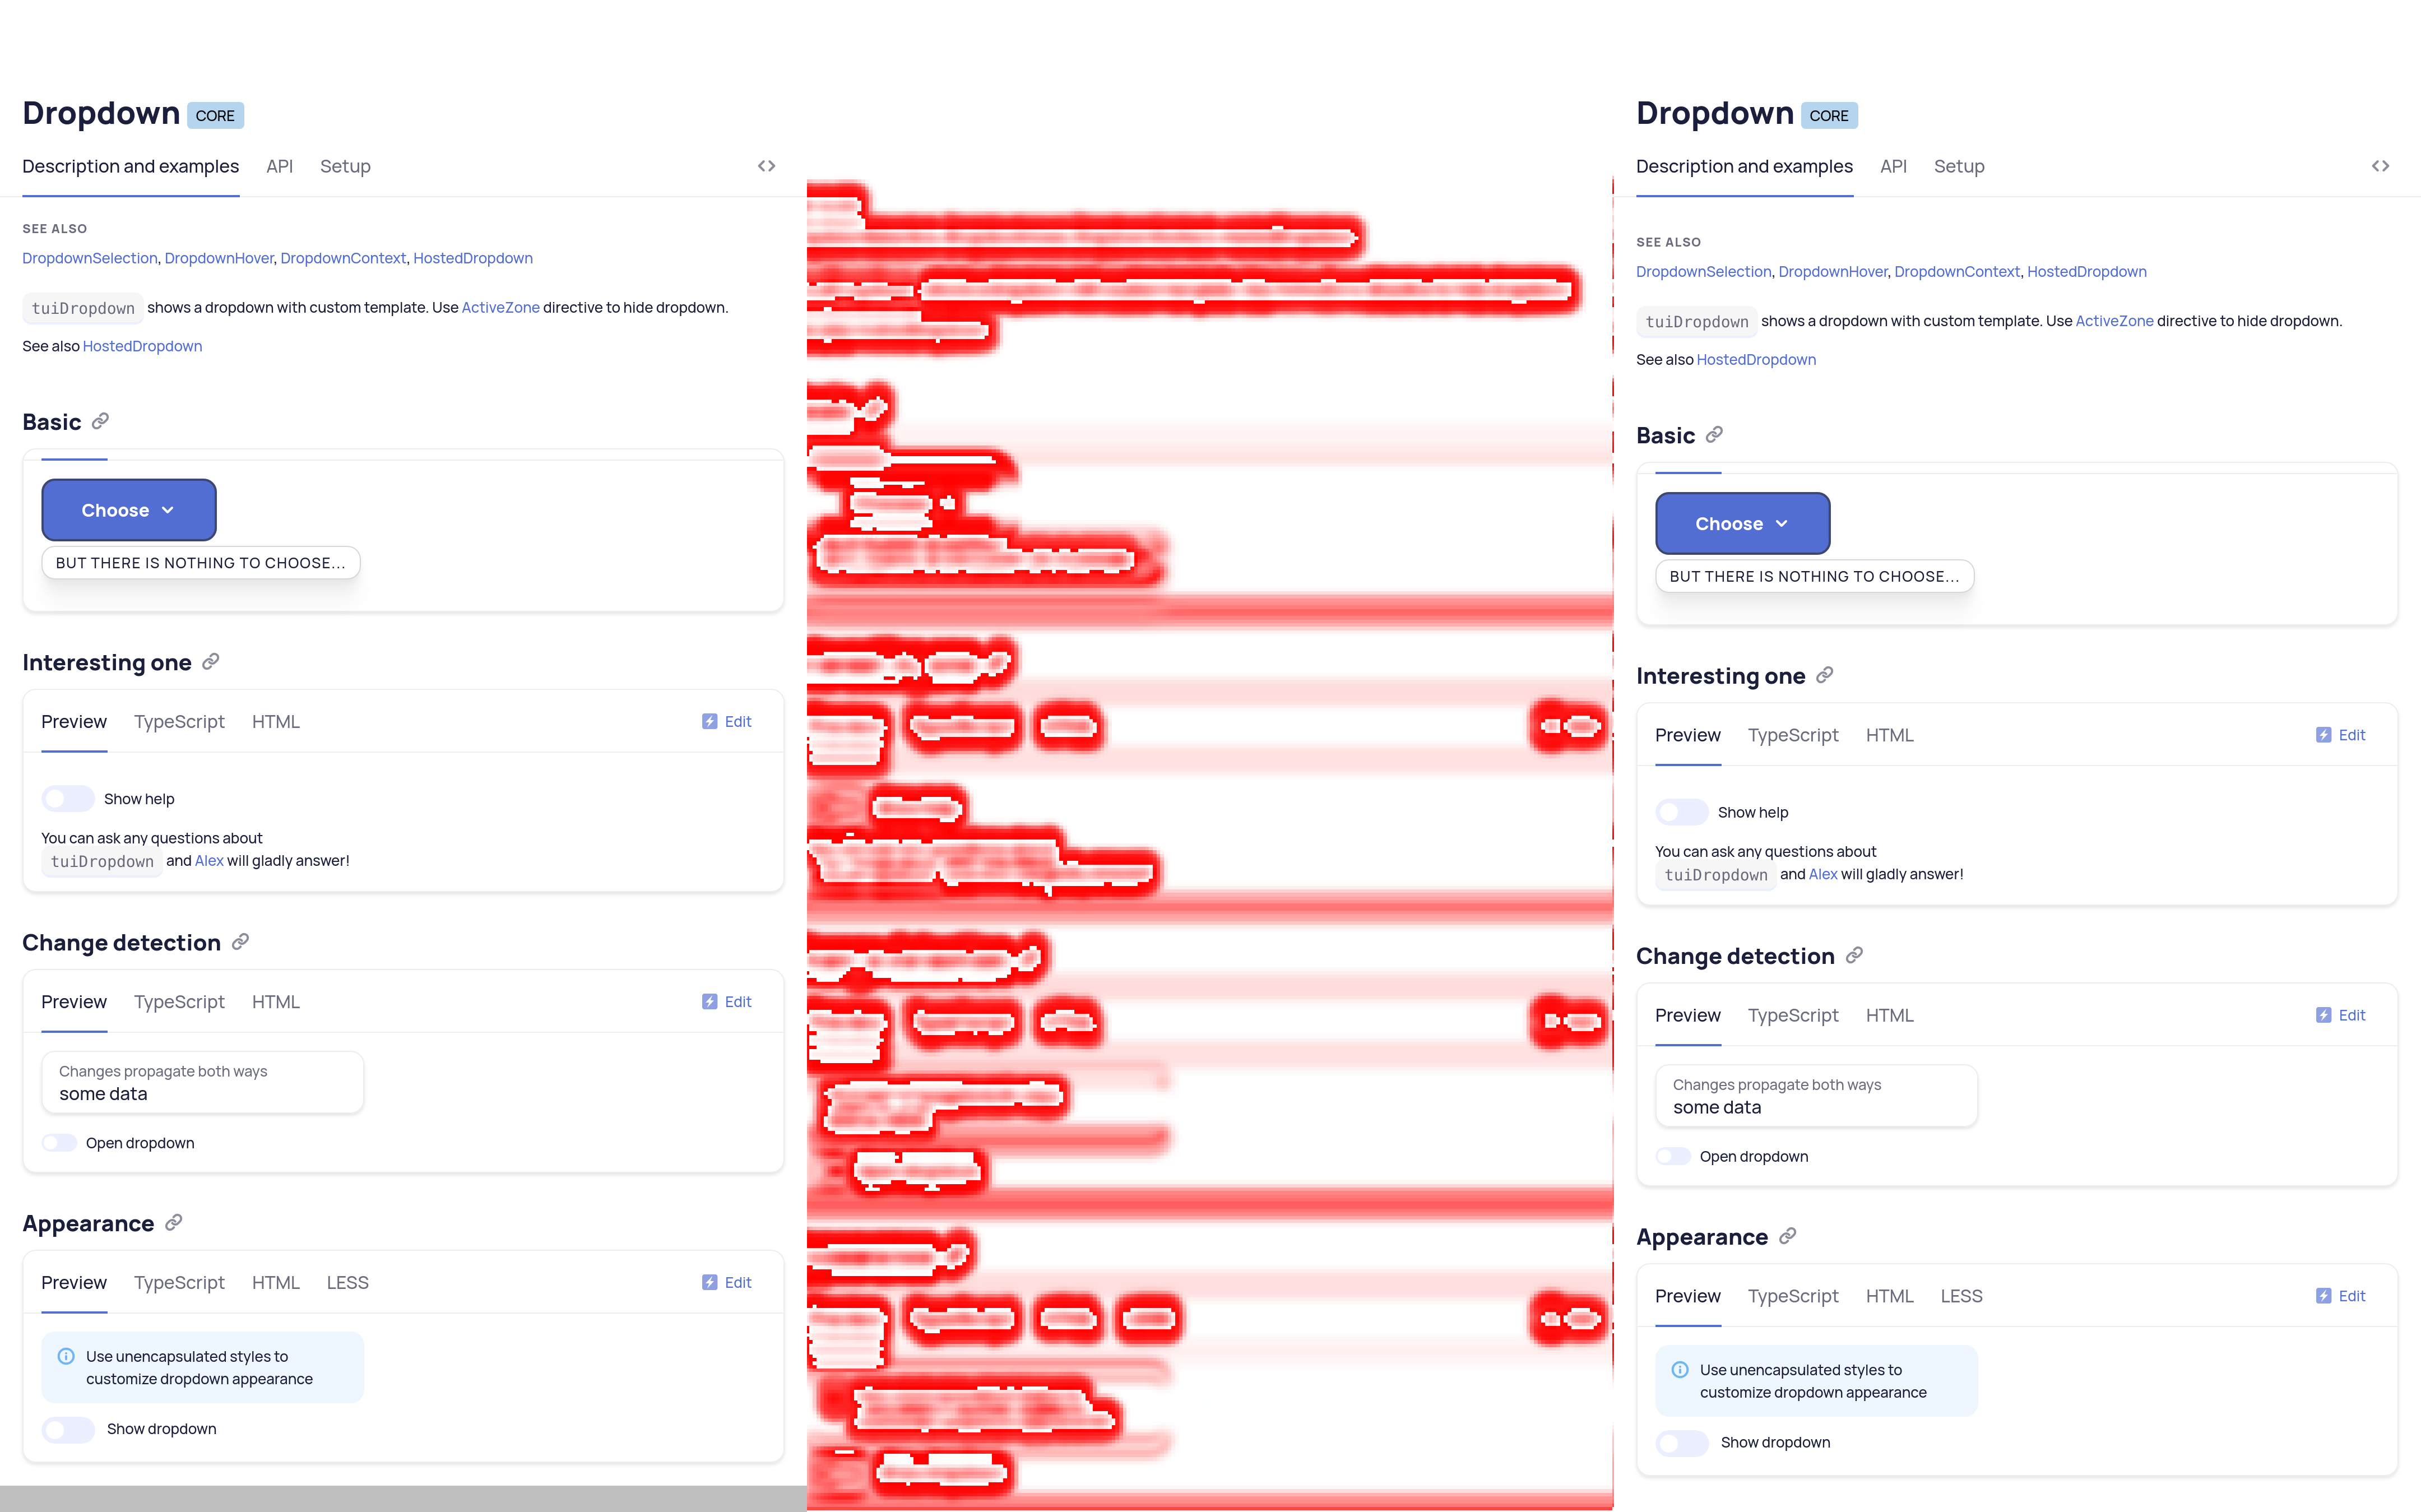 Dropdown CORE
Description and examples API Setup
SEE ALSO
DropdownSelection, DropdownHover, DropdownContext, HostedDropdown
tuiDropdown shows a dropdown with custom template. Use ActiveZone directive to hide dropdown.
See also HostedDropdown
Basic
Choose
BUT THERE IS NOTHING TO CHOOSE...
Interesting one
Preview TypeScript HTML Edit
Show help
You can ask any questions about
tuiDropdown and Alex will gladly answer!
Change detection
Preview TypeScript HTML Edit
Changes propagate both ways
some data
Open dropdown
Appearance
Preview TypeScript HTML LESS Edit
Use unencapsulated styles to
customize dropdown appearance
Show dropdown
Dropdown CORE
Description and examples API Setup
SEE ALSO
DropdownSelection, DropdownHover, DropdownContext, HostedDropdown
tuiDropdown shows a dropdown with custom template. Use ActiveZone directive to hide dropdown.
See also HostedDropdown
Basic
Choose
BUT THERE IS NOTHING TO CHOOSE...
Interesting one
Preview TypeScript HTML Edit
Show help
You can ask any questions about
tuiDropdown and Alex will gladly answer!
Change detection
Preview TypeScript HTML Edit
Changes propagate both ways
some data
Open dropdown
Appearance
Preview TypeScript HTML LESS Edit
Use unencapsulated styles to
customize dropdown appearance
Show dropdown